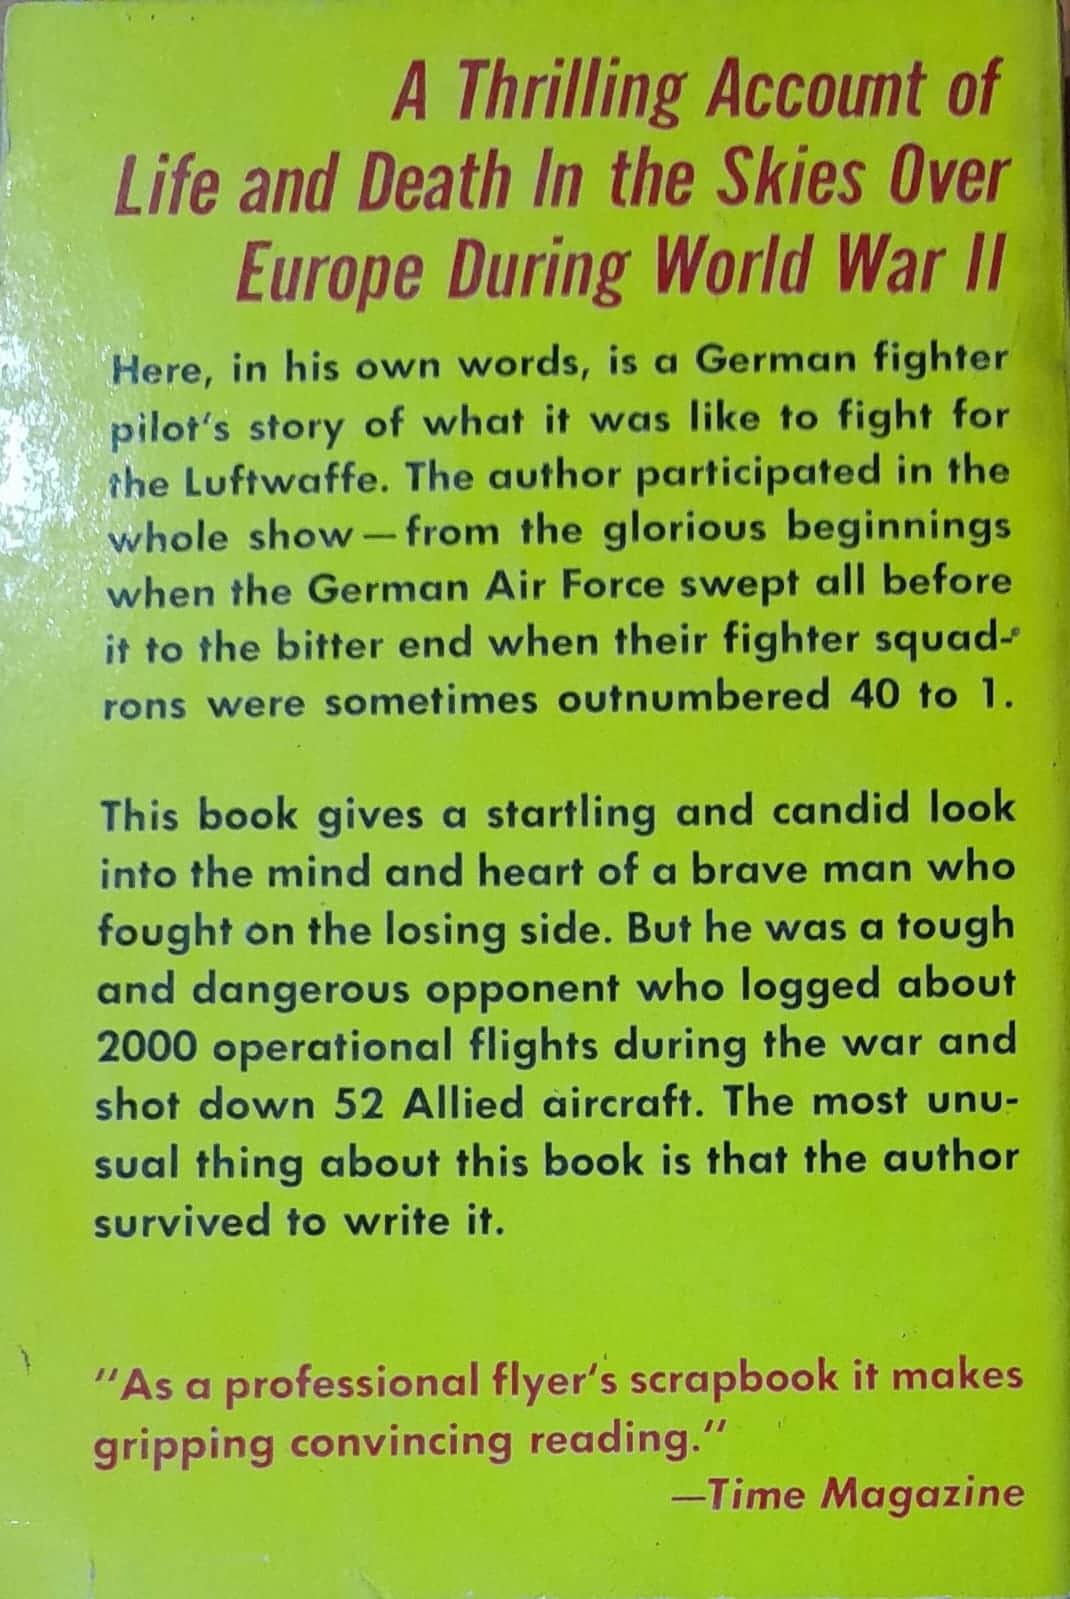 A Thrilling Account of
Life and Death In the Skies Over
Europe During World War II
Here, in his own words, is a German fighter
pilot's story of what it was like to fight for
the Luftwaffe. The author participated in the
whole show — from the glorious beginnings
when the German Air Force swept all before
it to the bitter end when their fighter squad-
rons were sometimes outnumbered 40 to 1.
This book gives a startling and candid look
into the mind and heart of a brave man who
fought on the losing side. But he was a tough
and dangerous opponent who logged about
2000 operational flights during the war and
shot down 52 Allied aircraft. The most unu-
sual thing about this book is that the author
survived to write it.
"As a professional flyer's scrapbook it makes
gripping convincing reading."
—Time Magazine